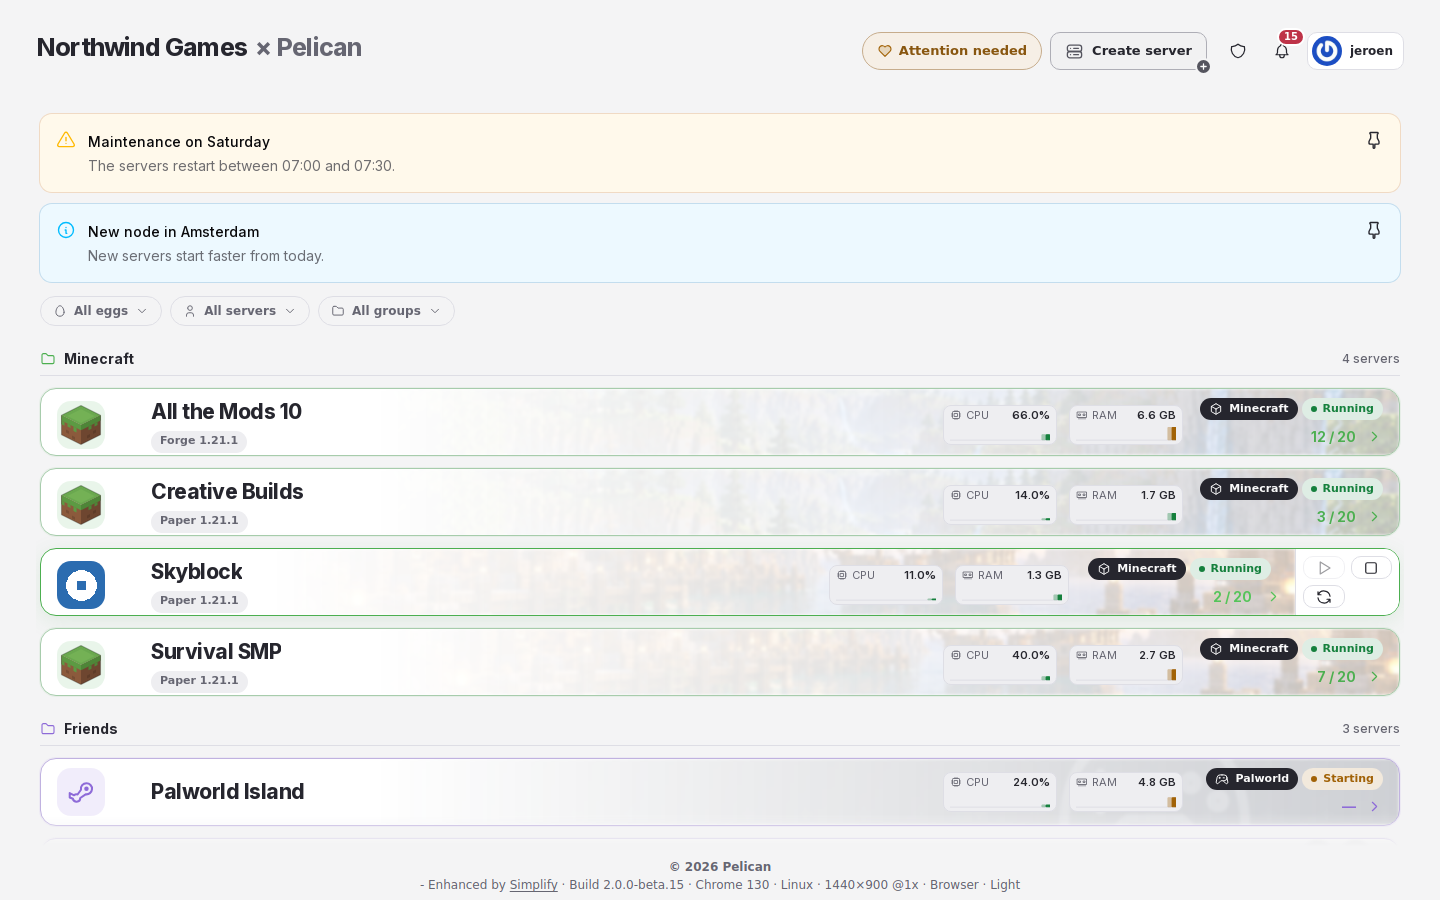 Northwind Games × Pelican
Attention needed
Create server
15
jeroen
Maintenance on Saturday
The servers restart between 07:00 and 07:30.
New node in Amsterdam
New servers start faster from today.
All eggs
All servers
All groups
Minecraft
4 servers
All the Mods 10
Forge 1.21.1
CPU 66.0%
RAM 6.6 GB
Minecraft
Running
12 / 20
Creative Builds
Paper 1.21.1
CPU 14.0%
RAM 1.7 GB
Minecraft
Running
3 / 20
Skyblock
Paper 1.21.1
CPU 11.0%
RAM 1.3 GB
Minecraft
Running
2 / 20
Survival SMP
Paper 1.21.1
CPU 40.0%
RAM 2.7 GB
Minecraft
Running
7 / 20
Friends
3 servers
Palworld Island
CPU 24.0%
RAM 4.8 GB
Palworld
Starting
—
© 2026 Pelican
- Enhanced by Simplify · Build 2.0.0-beta.15 · Chrome 130 · Linux · 1440×900 @1x · Browser · Light